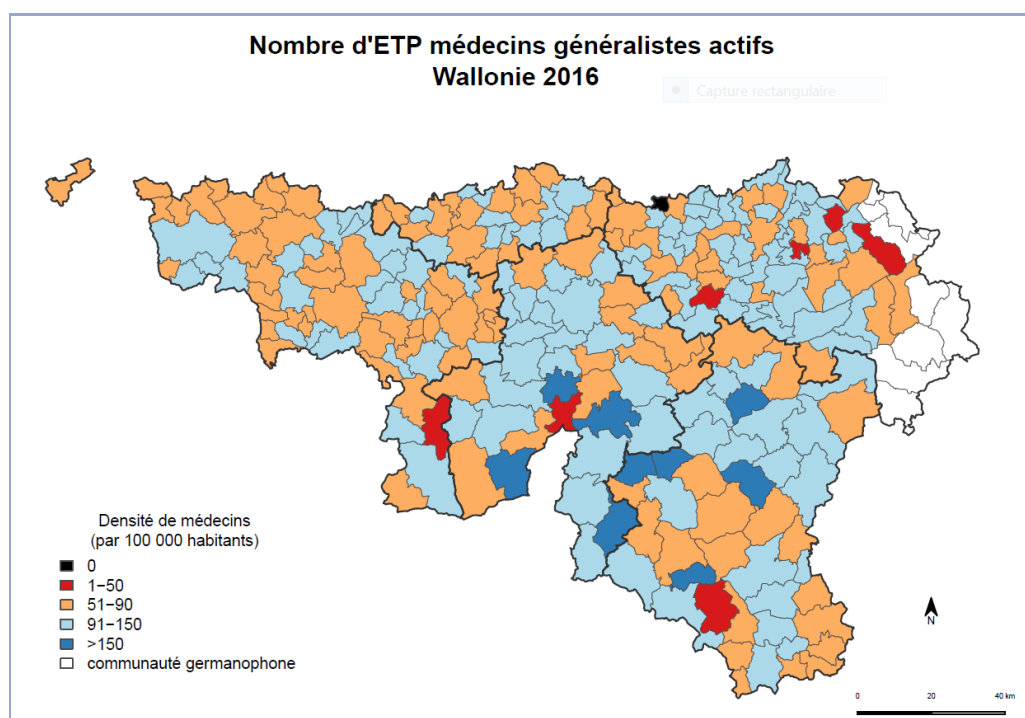 Nombre d'ETP médecins généralistes actifs
Wallonie 2016
Capture rectangulaire
Densité de médecins
(par 100 000 habitants)
0
1−50
51−90
91−150
>150
communauté germanophone
N
0 20 40 km